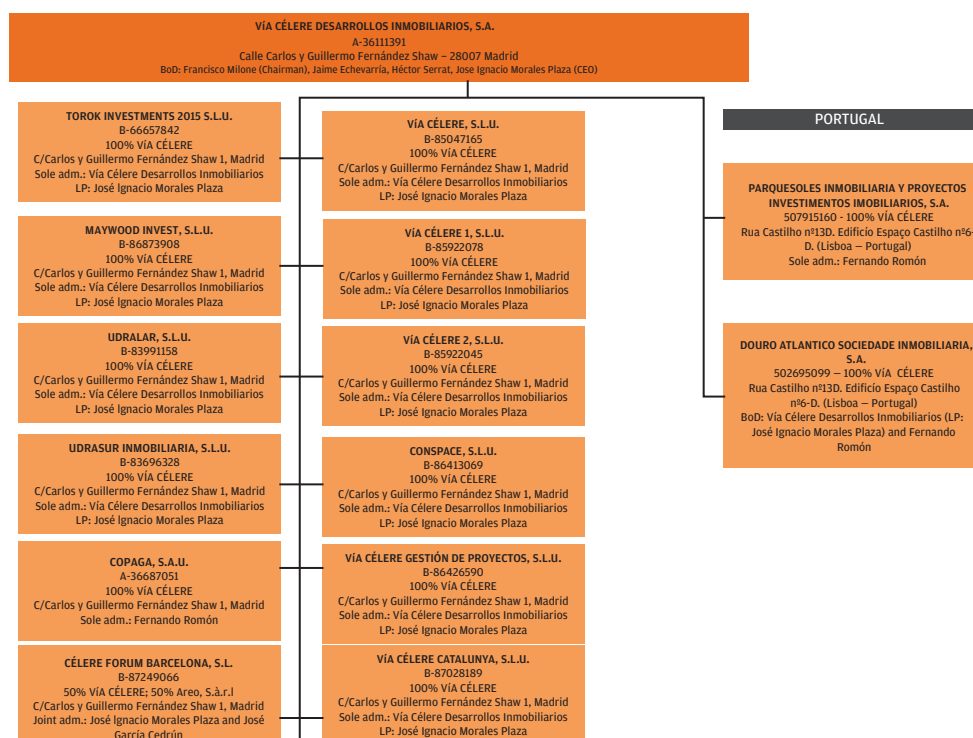 VíA CÉLERE DESARROLLOS INMOBILIARIOS, S.A.
A-36111391
Calle Carlos y Guillermo Fernández Shaw – 28007 Madrid
BoD: Francisco Milone (Chairman), Jaime Echevarría, Héctor Serrat, Jose Ignacio Morales Plaza (CEO)
TOROK INVESTMENTS 2015 S.L.U.
B-66657842
100% VíA CÉLERE
C/Carlos y Guillermo Fernández Shaw 1, Madrid
Sole adm.: Vía Célere Desarrollos Inmobiliarios
LP: José Ignacio Morales Plaza
MAYWOOD INVEST, S.L.U.
B-86873908
100% VíA CÉLERE
C/Carlos y Guillermo Fernández Shaw 1, Madrid
Sole adm.: Vía Célere Desarrollos Inmobiliarios
LP: José Ignacio Morales Plaza
UDRALAR, S.L.U.
B-83991158
100% VíA CÉLERE
C/Carlos y Guillermo Fernández Shaw 1, Madrid
Sole adm.: Vía Célere Desarrollos Inmobiliarios
LP: José Ignacio Morales Plaza
UDRASUR INMOBILIARIA, S.L.U.
B-83696328
100% VÍA CÉLERE
C/Carlos y Guillermo Fernández Shaw 1, Madrid
Sole adm.: Vía Célere Desarrollos Inmobiliarios
LP: José Ignacio Morales Plaza
COPAGA, S.A.U.
A-36687051
100% VíA CÉLERE
C/Carlos y Guillermo Fernández Shaw 1, Madrid
Sole adm.: Fernando Román
CÉLERE FORUM BARCELONA, S.L.
B-87249066
50% VíA CÉLERE; 50% Areo, S.à.r.l
C/Carlos y Guillermo Fernández Shaw 1, Madrid
Joint adm.: José Ignacio Morales Plaza and José
García Cedrún
VíA CÉLERE, S.L.U.
B-85047165
100% VíA CÉLERE
C/Carlos y Guillermo Fernández Shaw 1, Madrid
Sole adm.: Vía Célere Desarrollos Inmobiliarios
LP: José Ignacio Morales Plaza
VíA CÉLERE 1, S.L.U.
B-85922078
100% VíA CÉLERE
C/Carlos y Guillermo Fernández Shaw 1, Madrid
Sole adm.: Vía Célere Desarrollos Inmobiliarios
LP: José Ignacio Morales Plaza
VíA CÉLERE 2, S.L.U.
B-85922045
100% VíA CÉLERE
C/Carlos y Guillermo Fernández Shaw 1, Madrid
Sole adm.: Vía Célere Desarrollos Inmobiliarios
LP: José Ignacio Morales Plaza
CONSPACE, S.L.U.
B-86413069
100% VíA CÉLERE
C/Carlos y Guillermo Fernández Shaw 1, Madrid
Sole adm.: Vía Célere Desarrollos Inmobiliarios
LP: José Ignacio Morales Plaza
VíA CÉLERE GESTIÓN DE PROYECTOS, S.L.U.
B-86426590
100% VíA CÉLERE
C/Carlos y Guillermo Fernández Shaw 1, Madrid
Sole adm.: Vía Célere Desarrollos Inmobiliarios
LP: José Ignacio Morales Plaza
VíA CÉLERE CATALUNYA, S.L.U.
B-87028189
100% VíA CÉLERE
C/Carlos y Guillermo Fernández Shaw 1, Madrid
Sole adm.: Vía Célere Desarrollos Inmobiliarios
LP: José Ignacio Morales Plaza
PORTUGAL
PARQUESOLES INMOBILIARIA Y PROYECTOS
INVESTIMENTOS IMOBILIARIOS, S.A.
507915160 - 100% VÍA CÉLERE
Rua Castilho nº13D. Edificío Espaço Castilho nº6-
D. (Lisboa – Portugal)
Sole adm.: Fernando Román
DOURO ATLANTICO SOCIEDADE INMOBILIARIA,
S.A.
502695099 – 100% VíA CÉLERE
Rua Castilho nº13D. Edificío Espaço Castilho
nº6-D. (Lisboa – Portugal)
BoD: Vía Célere Desarrollos Inmobiliarios (LP:
José Ignacio Morales Plaza) and Fernando
Román